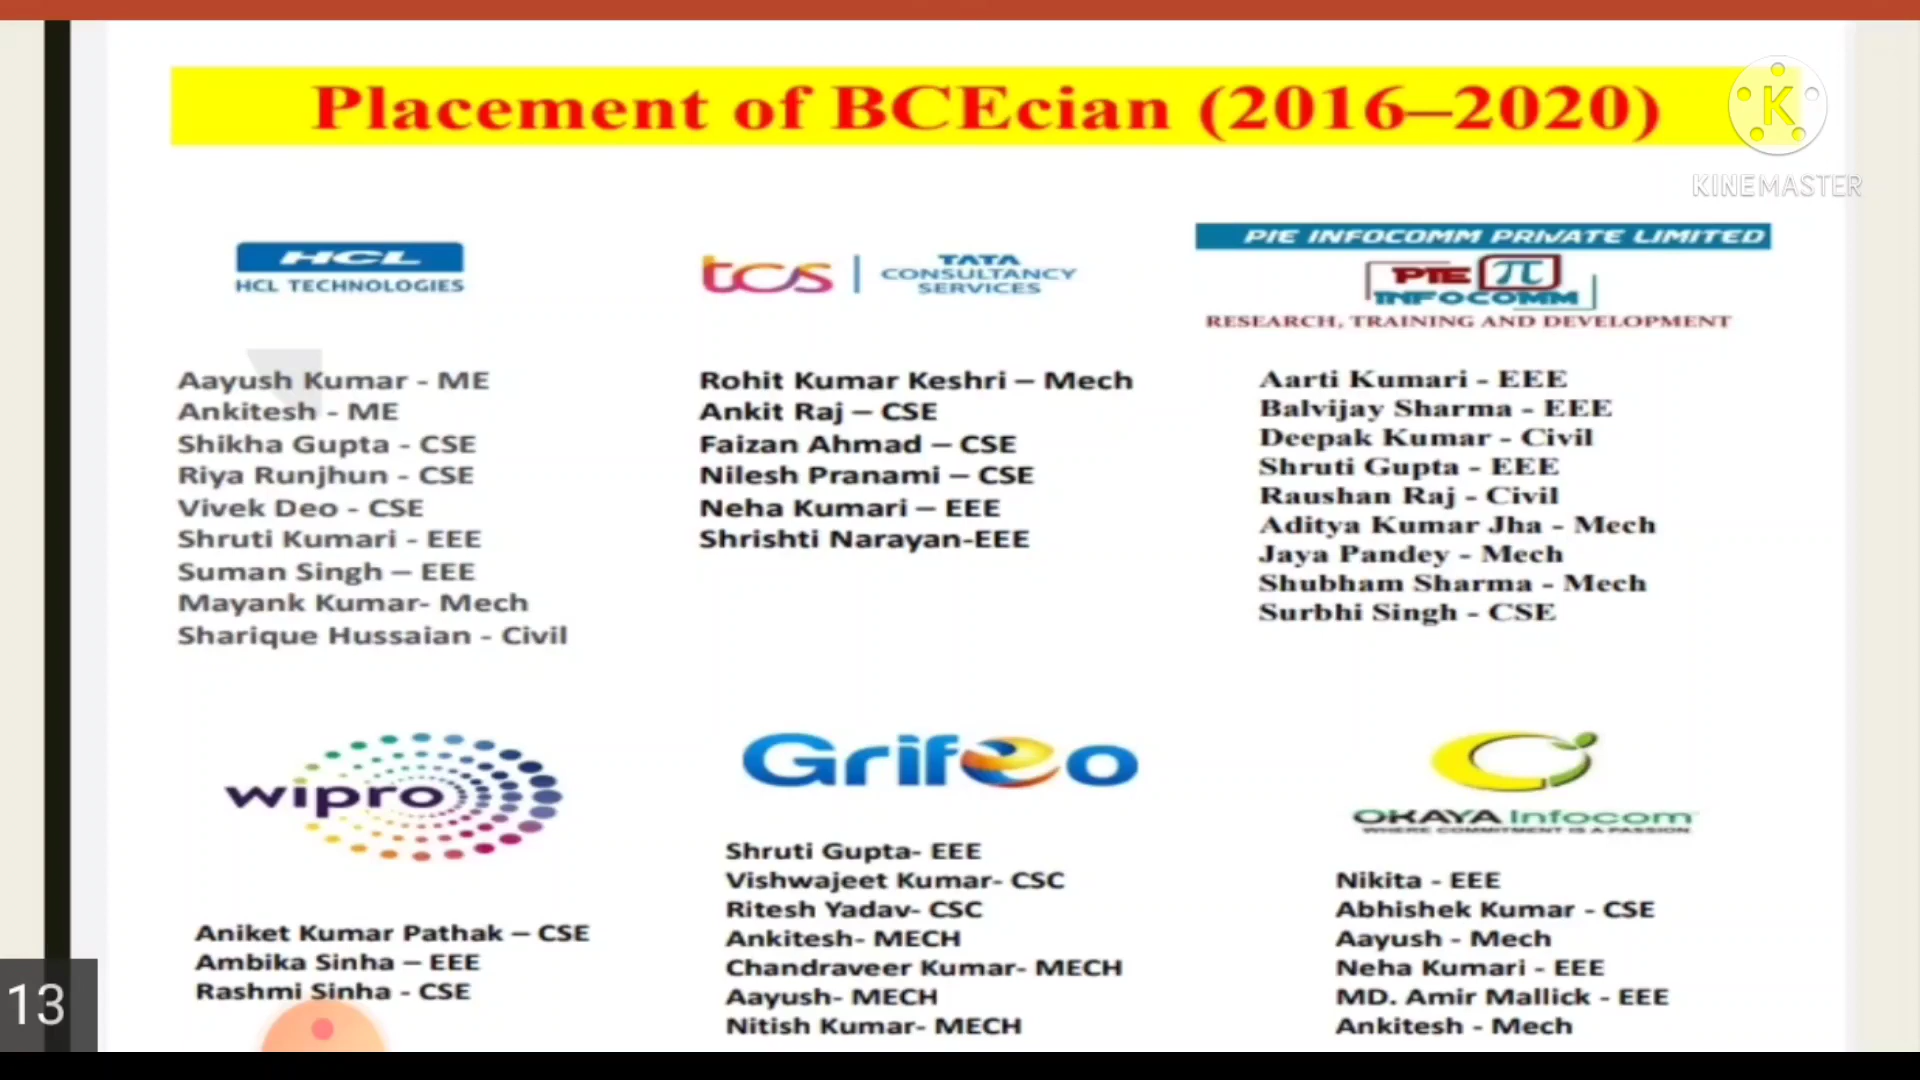 Placement of BCEcian (2016–2020)
K
KINEMASTER
HCL
HCL TECHNOLOGIES
Aayush Kumar - ME
Ankitesh - ME
Shikha Gupta - CSE
Riya Runjhun - CSE
Vivek Deo - CSE
Shruti Kumari - EEE
Suman Singh – EEE
Mayank Kumar- Mech
Sharique Hussaian - Civil
tcs
TATA
CONSULTANCY
SERVICES
Rohit Kumar Keshri – Mech
Ankit Raj – CSE
Faizan Ahmad – CSE
Nilesh Pranami – CSE
Neha Kumari – EEE
Shrishti Narayan-EEE
PIE INFOCOMM PRIVATE LIMITED
PIE π
INFOCOMM
RESEARCH, TRAINING AND DEVELOPMENT
Aarti Kumari - EEE
Balvijay Sharma - EEE
Deepak Kumar - Civil
Shruti Gupta - EEE
Raushan Raj - Civil
Aditya Kumar Jha - Mech
Jaya Pandey - Mech
Shubham Sharma - Mech
Surbhi Singh - CSE
wipro
Aniket Kumar Pathak – CSE
Ambika Sinha – EEE
Rashmi Sinha - CSE
Grifeo
Shruti Gupta- EEE
Vishwajeet Kumar- CSC
Ritesh Yadav- CSC
Ankitesh- MECH
Chandraveer Kumar- MECH
Aayush- MECH
Nitish Kumar- MECH
OKAYA Infocom
WHERE COMMITMENT IS A PASSION
Nikita - EEE
Abhishek Kumar - CSE
Aayush - Mech
Neha Kumari - EEE
MD. Amir Mallick - EEE
Ankitesh - Mech
13